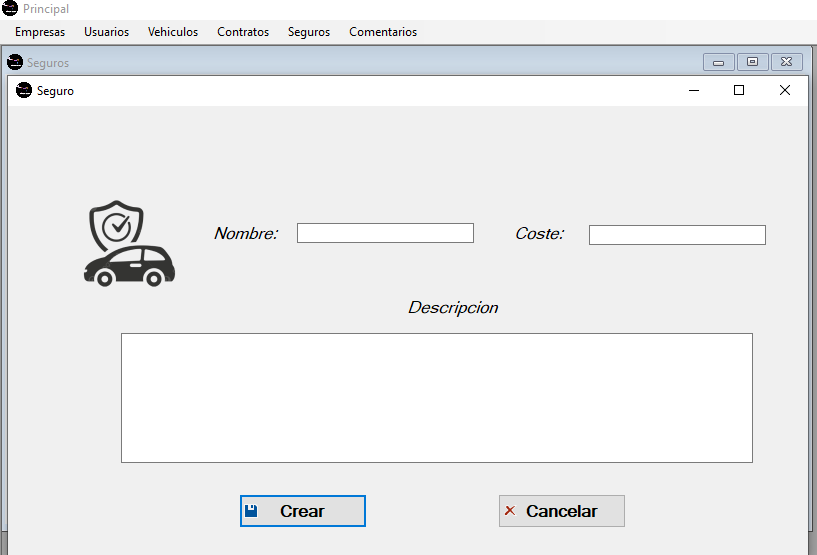 Principal
Empresas Usuarios Vehiculos Contratos Seguros Comentarios
Seguros
Seguro
Nombre: Coste:
Descripcion
Crear Cancelar